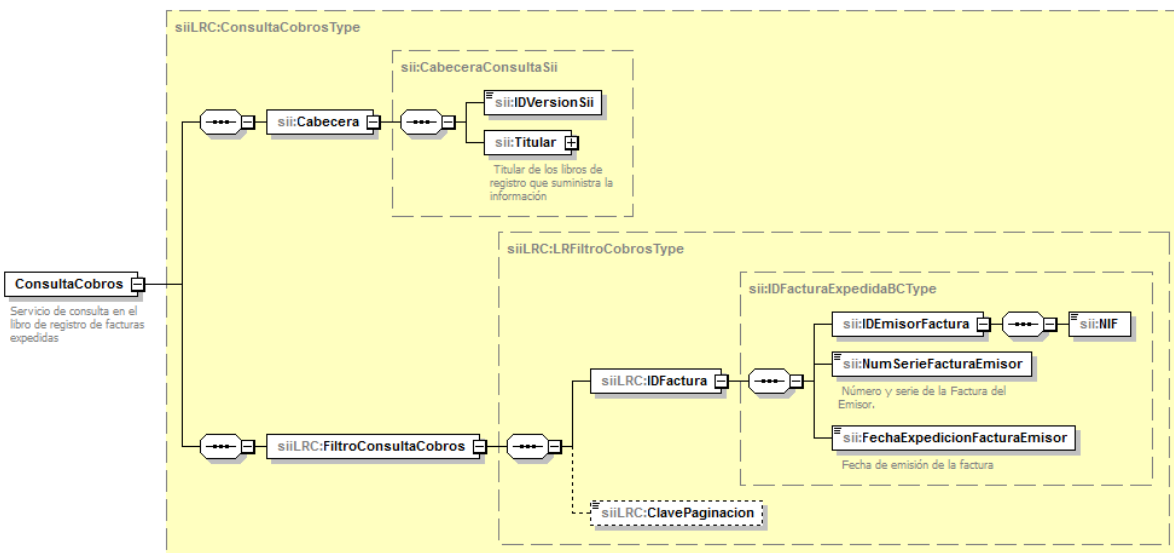 siiLRC:ConsultaCobrosType
sii:CabeceraConsultaSii
sii:IDVersionSii
sii:Cabecera
sii:Titular
Titular de los libros de
registro que suministra la
información
siiLRC:LRFiltroCobrosType
ConsultaCobros
Servicio de consulta en el
libro de registro de facturas
expedidas
sii:IDFacturaExpedidaBCType
sii:IDEmisorFactura
sii:NIF
sii:NumSerieFacturaEmisor
Número y serie de la Factura del
Emisor.
siiLRC:IDFactura
sii:FechaExpedicionFacturaEmisor
Fecha de emisión de la factura
siiLRC:FiltroConsultaCobros
siiLRC:ClavePaginacion